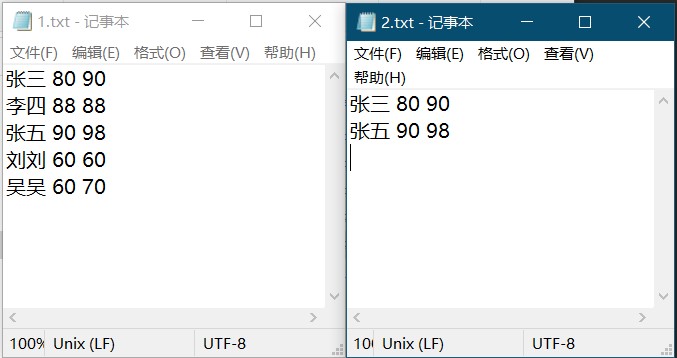 1.txt - 记事本
文件(F) 编辑(E) 格式(O) 查看(V) 帮助(H)
张三 80 90
李四 88 88
张五 90 98
刘刘 60 60
吴吴 60 70
100% Unix (LF) UTF-8
2.txt - 记事本
文件(F) 编辑(E) 格式(O) 查看(V)
帮助(H)
张三 80 90
张五 90 98
Unix (LF) UTF-8